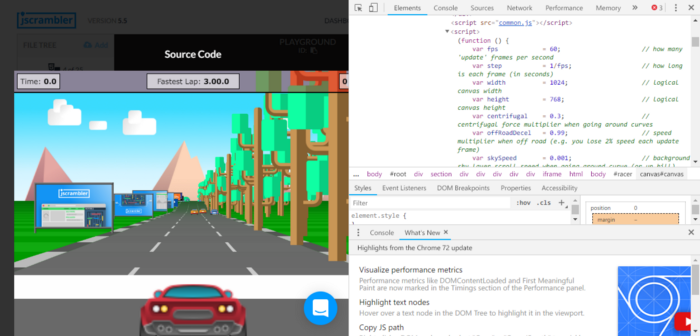 jscrambler
VERSION 5.5
DASHBO
FILE TREE
Add
PLAYGROUND
ID
Source Code
Time: 0.0
Fastest Lap: 3.00.0
0
jscrambler
Elements
Console
Sources
Network
Performance
Memory
»
3
<script src="common.js"></script>
<script>
(function () {
var fps = 60; // how many
'update' frames per second
var step = 1/fps; // how long
is each frame (in seconds)
var width = 1024; // logical
canvas width
var height = 768; // logical
canvas height
var centrifugal = 0.3; //
centrifugal force multiplier when going around curves
var offRoadDecel = 0.99; // speed
multiplier when off road (e.g. you lose 2% speed each update
frame)
var skySpeed = 0.001; // background
sky layer scroll speed when going around curve (or up hill)
... html body #root div section div div div div div iframe html body #racer canvas#canvas
Styles
Event Listeners
DOM Breakpoints
Properties
Accessibility
Filter
:hov .cls +
element.style {
position 0
margin -
Console
What's New ×
Highlights from the Chrome 72 update
Visualize performance metrics
Performance metrics like DOMContentLoaded and First Meaningful
Paint are now marked in the Timings section of the Performance panel.
Highlight text nodes
Hover over a text node in the DOM Tree to highlight it in the viewport.
Copy JS path